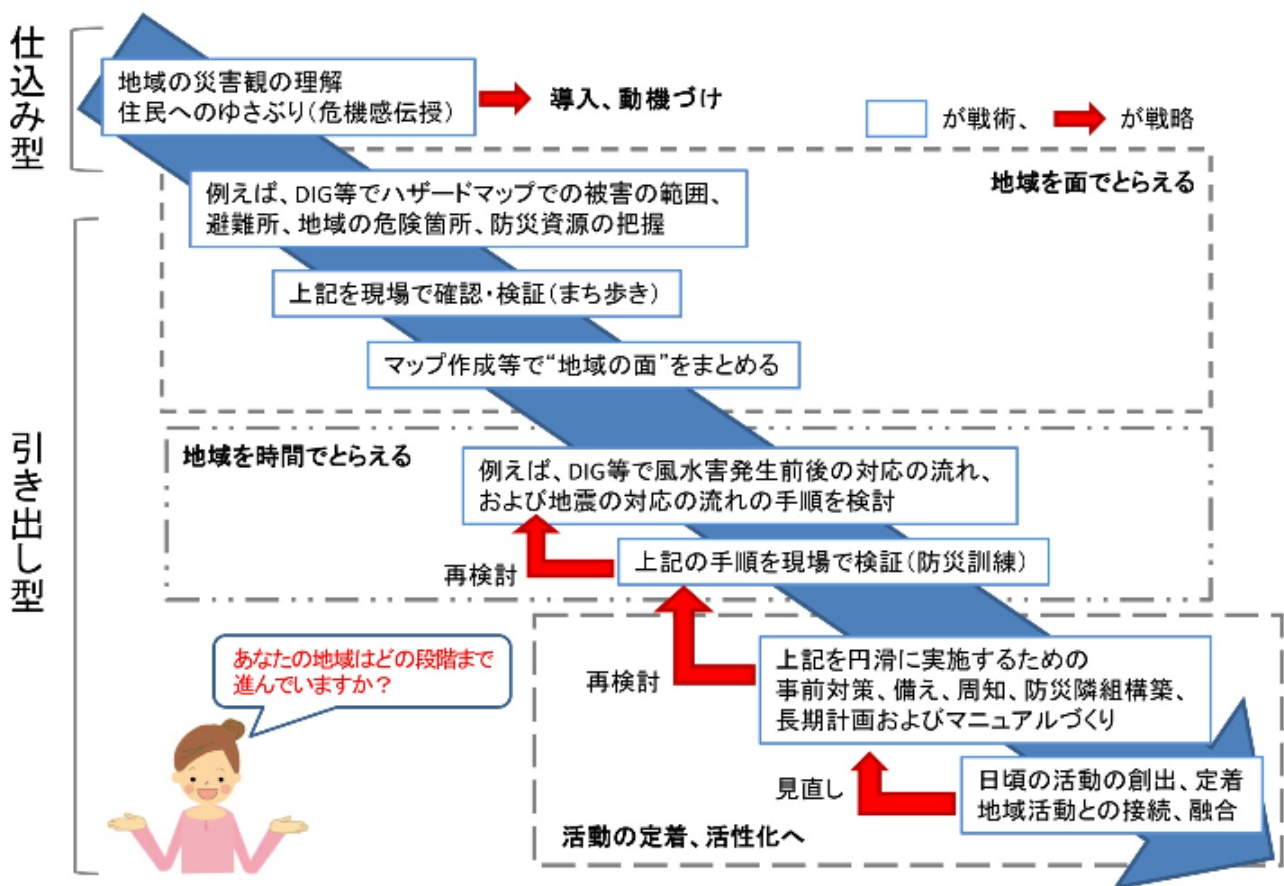 仕込み型
地域の災害観の理解
住民へのゆさぶり(危機感伝授)
導入、動機づけ
が戦術、
が戦略
地域を面でとらえる
例えば、DIG等でハザードマップでの被害の範囲、
避難所、地域の危険箇所、防災資源の把握
上記を現場で確認・検証(まち歩き)
マップ作成等で“地域の面”をまとめる
引き出し型
地域を時間でとらえる
例えば、DIG等で風水害発生前後の対応の流れ、
および地震の対応の流れの手順を検討
再検討
上記の手順を現場で検証(防災訓練)
あなたの地域はどの段階まで
進んでいますか?
再検討
上記を円滑に実施するための
事前対策、備え、周知、防災隣組構築、
長期計画およびマニュアルづくり
見直し
日頃の活動の創出、定着
地域活動との接続、融合
活動の定着、活性化へ